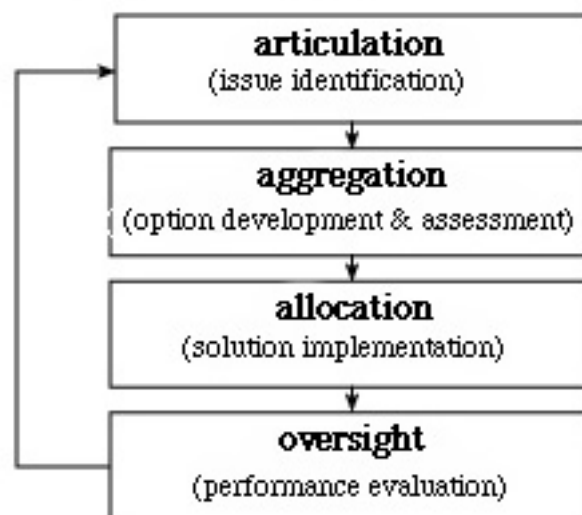 articulation
(issue identification)
aggregation
(option development & assessment)
allocation
(solution implementation)
oversight
(performance evaluation)